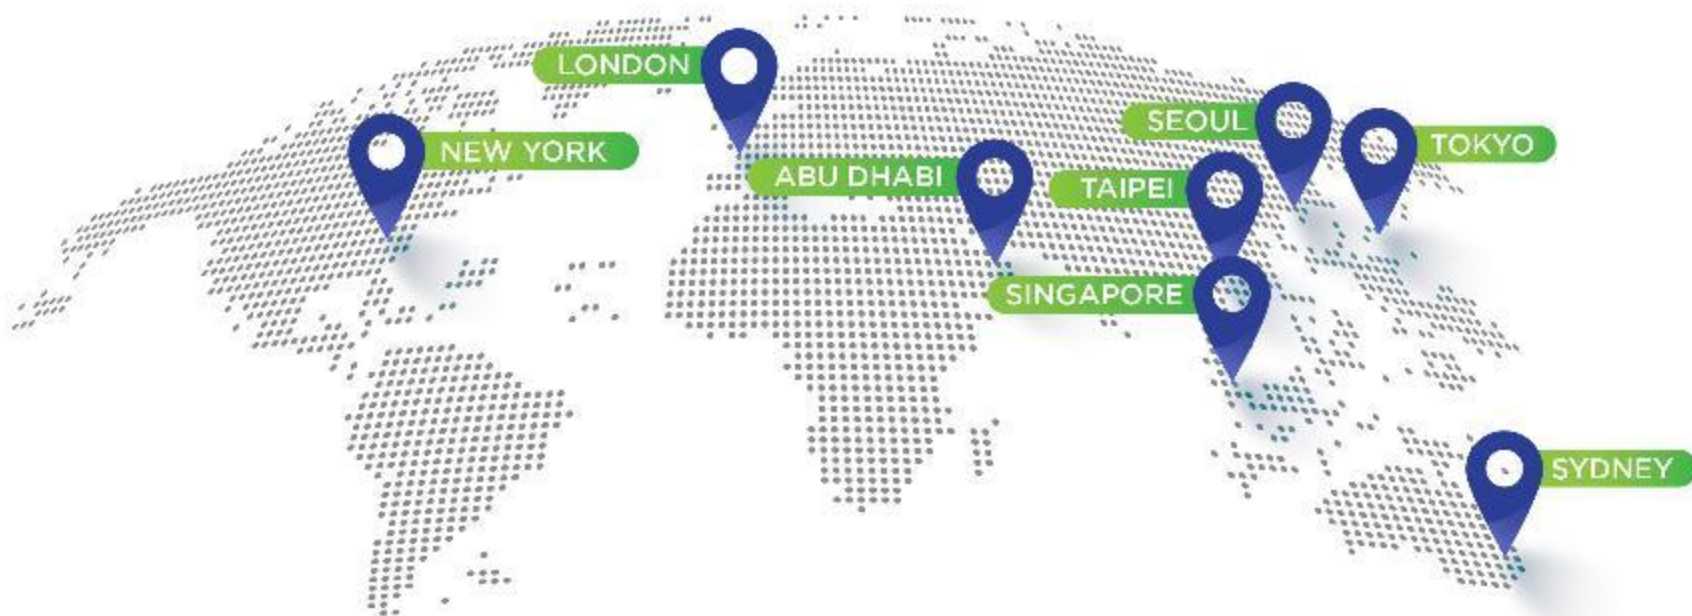 LONDON
SEOUL
NEW YORK
TOKYO
ABU DHABI
TAIPEI
SINGAPORE
SYDNEY